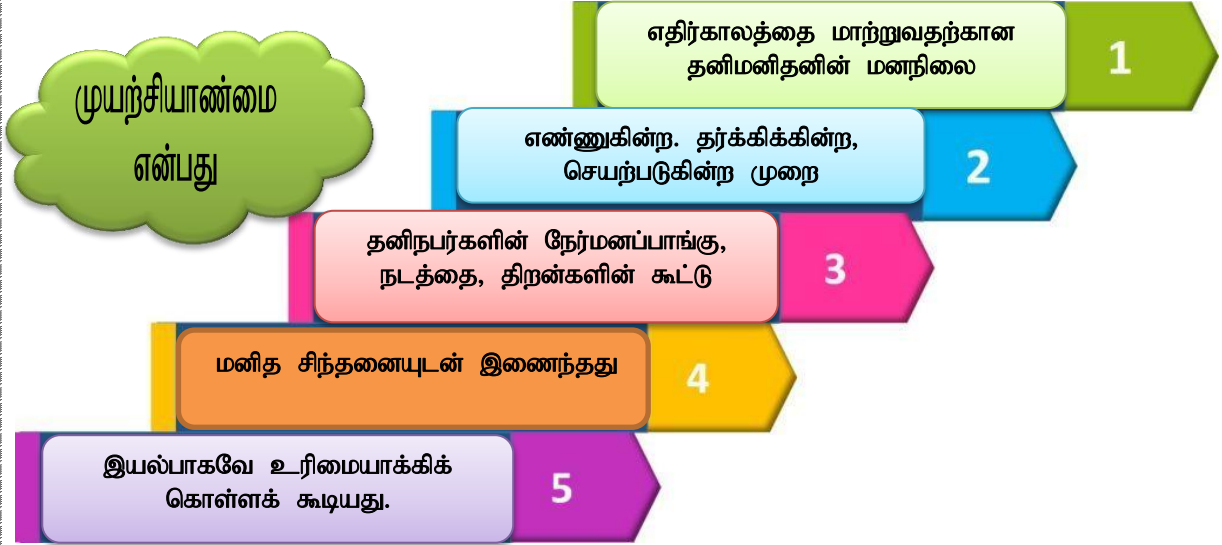 முயற்சியாண்மை
என்பது
எதிர்காலத்தை மாற்றுவதற்கான
தனிமனிதனின் மனநிலை
1
எண்ணுகின்ற. தர்க்கிக்கின்ற,
செயற்படுகின்ற முறை
2
தனிநபர்களின் நேர்மனப்பாங்கு,
நடத்தை, திறன்களின் கூட்டு
3
மனித சிந்தனையுடன் இணைந்தது
4
இயல்பாகவே உரிமையாக்கிக்
கொள்ளக் கூடியது.
5